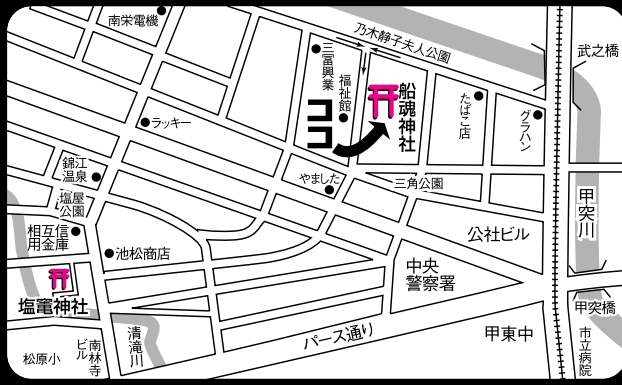 南栄電機
三富興業
福祉館
乃木静子夫人公園
船魂神社
ココ
たばこ店
グラハン
武之橋
ラッキー
錦江
温泉
塩屋
公園
やました
三角公園
甲突川
相互信
用金庫
池松商店
公社ビル
中央
警察署
塩竃神社
甲突橋
パース通り
甲東中
市立病院
清滝川
松原小
南林寺
ビル